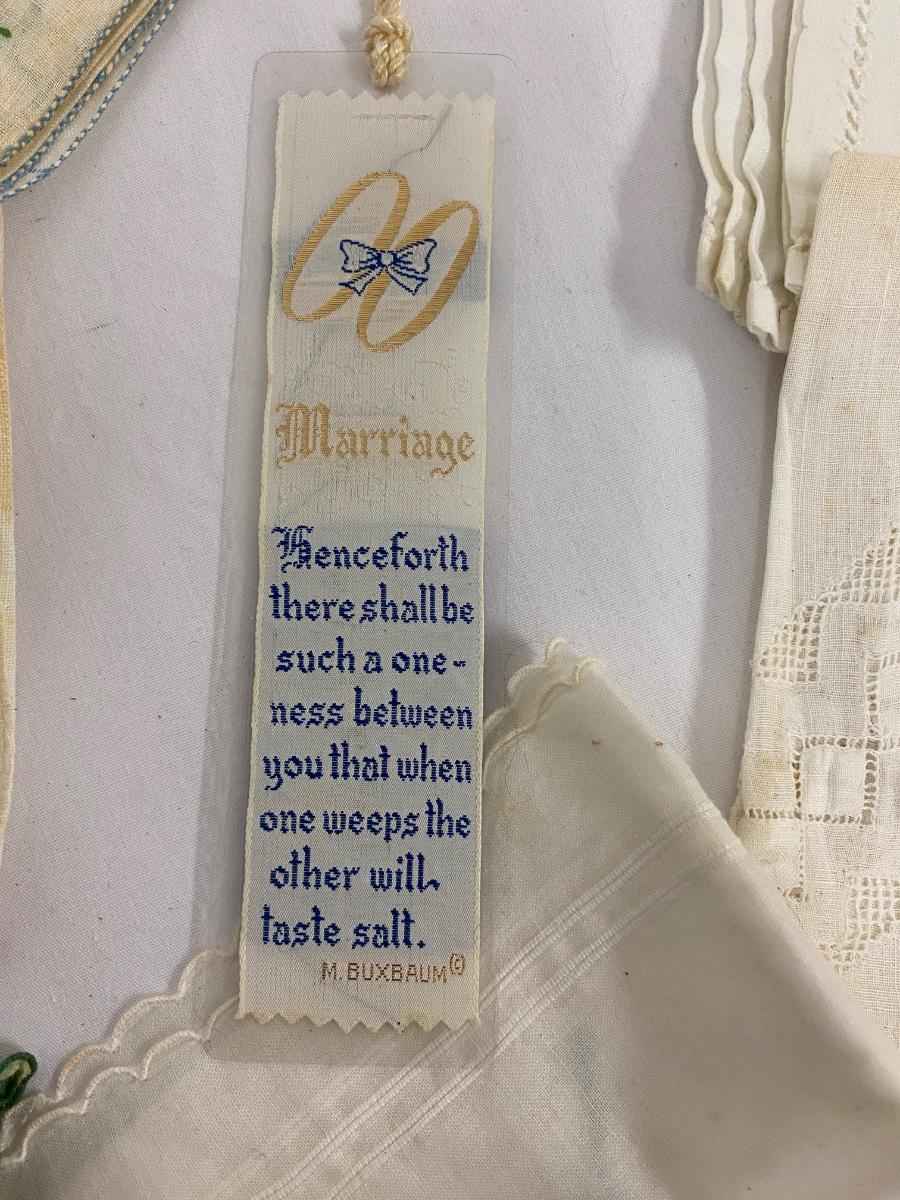 Marriage
Henceforth
there shall be
such a one-
ness between
you that when
one weeps the
other will
taste salt.
M. BUXBAUM ©